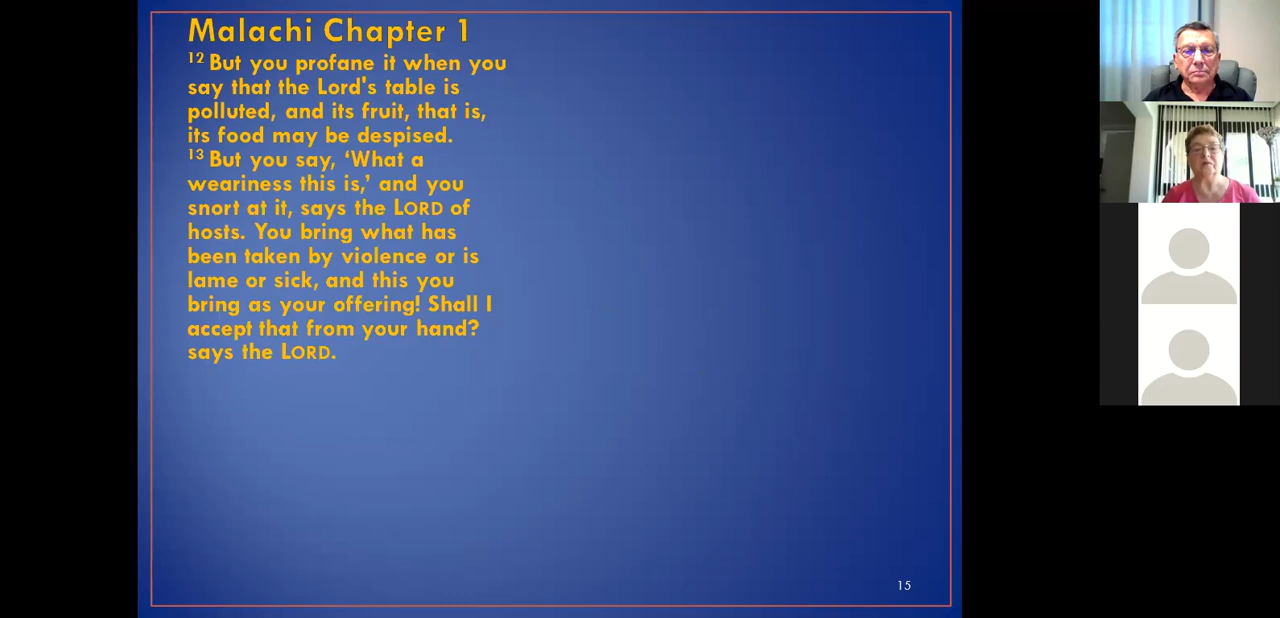 Malachi Chapter 1
12 But you profane it when you
say that the Lord's table is
polluted, and its fruit, that is,
its food may be despised.
13 But you say, ‘What a
weariness this is,’ and you
snort at it, says the LORD of
hosts. You bring what has
been taken by violence or is
lame or sick, and this you
bring as your offering! Shall I
accept that from your hand?
says the LORD.
15